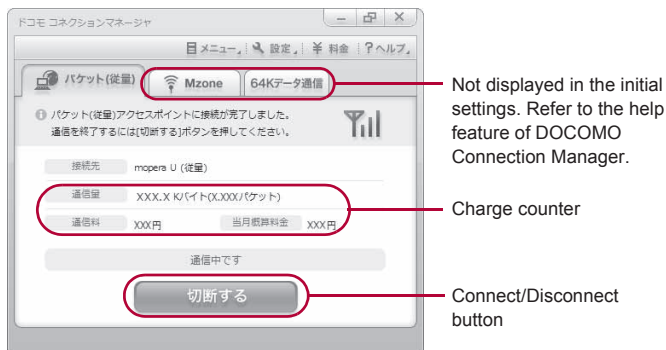 ドコモ コネクションマネージャ
メニュー 設定 ¥ 料金 ? ヘルプ
パケット(従量) Mzone 64Kデータ通信
パケット(従量)アクセスポイントに接続が完了しました。
通信を終了するには[切断する]ボタンを押してください。
接続先 mopera U (従量)
通信量 XXX.X Kバイト(X,XXXパケット)
通信料 XXX円 当月概算料金 XXX円
通信中です
切断する
Not displayed in the initial
settings. Refer to the help
feature of DOCOMO
Connection Manager.
Charge counter
Connect/Disconnect
button